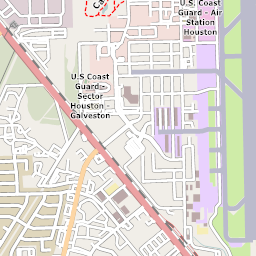 U.S. Coast
Guard - Air
Station
Houston
U.S Coast
Guard -
Sector
Houston -
Galveston